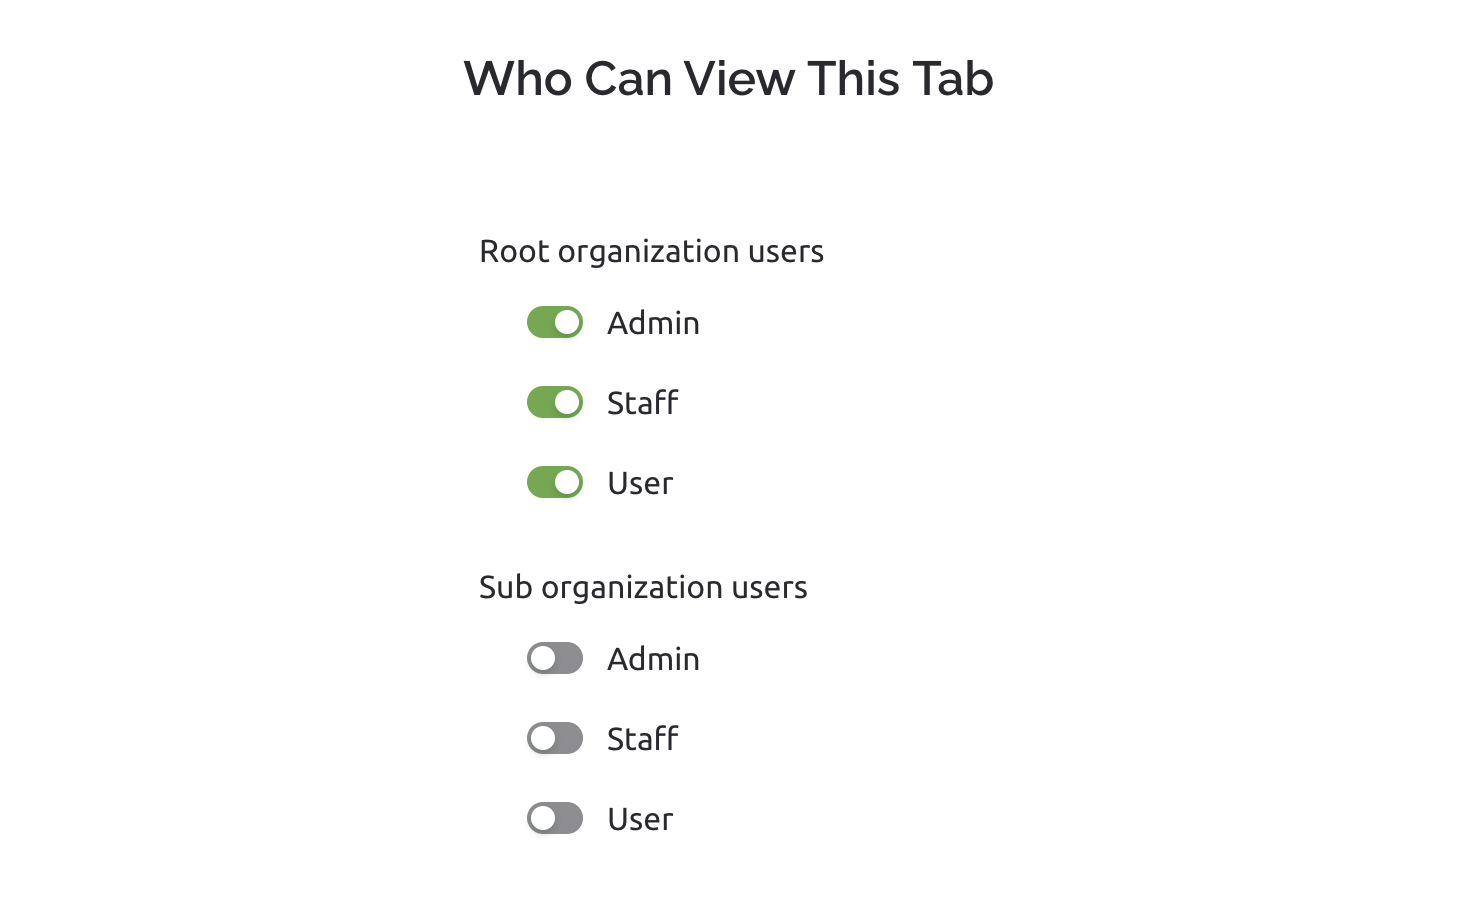 Who Can View This Tab
Root organization users
Admin
Staff
User
Sub organization users
Admin
Staff
User